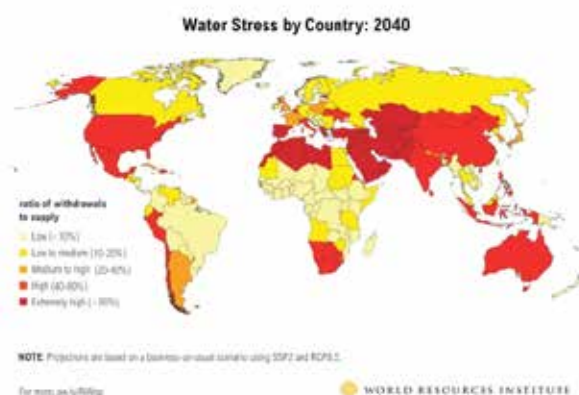 Water Stress by Country: 2040
ratio of withdrawals
to supply
Low (< 10%)
Low to medium (10-20%)
Medium to high (20-40%)
High (40-80%)
Extremely high (> 80%)
NOTE: Projections are based on a business-as-usual scenario using SSP2 and RCP8.5.
For more:
WORLD RESOURCES INSTITUTE